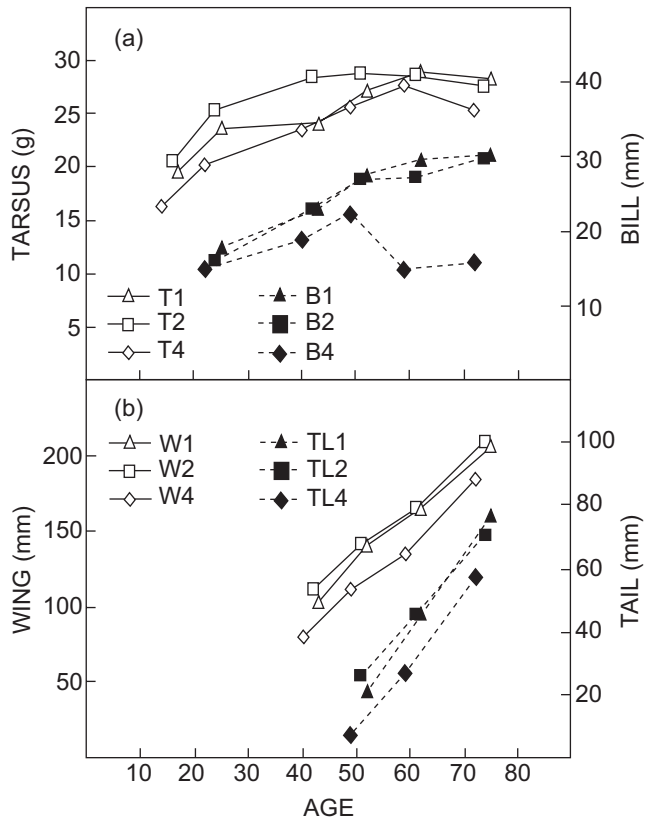 (a)
30
25
20
15
10
5
TARSUS (g)
40
30
20
10
BILL (mm)
T1
T2
T4
B1
B2
B4
(b)
W1
W2
W4
TL1
TL2
TL4
200
150
100
50
WING (mm)
100
80
60
40
20
TAIL (mm)
10 20 30 40 50 60 70 80
AGE